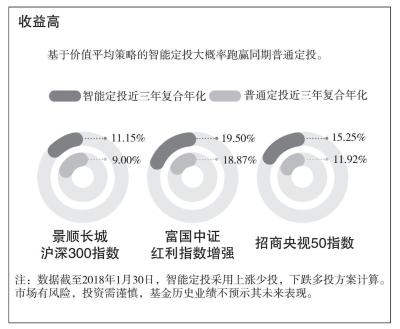 收益高
基于价值平均策略的智能定投大概率跑赢同期普通定投。
智能定投近三年复合年化 普通定投近三年复合年化
11.15% 19.50% 15.25%
9.00% 18.87% 11.92%
景顺长城 富国中证 招商央视50指数
沪深300指数 红利指数增强
注：数据截至2018年1月30日，智能定投采用上涨少投，下跌多投方案计算。
市场有风险，投资需谨慎，基金历史业绩不预示其未来表现。